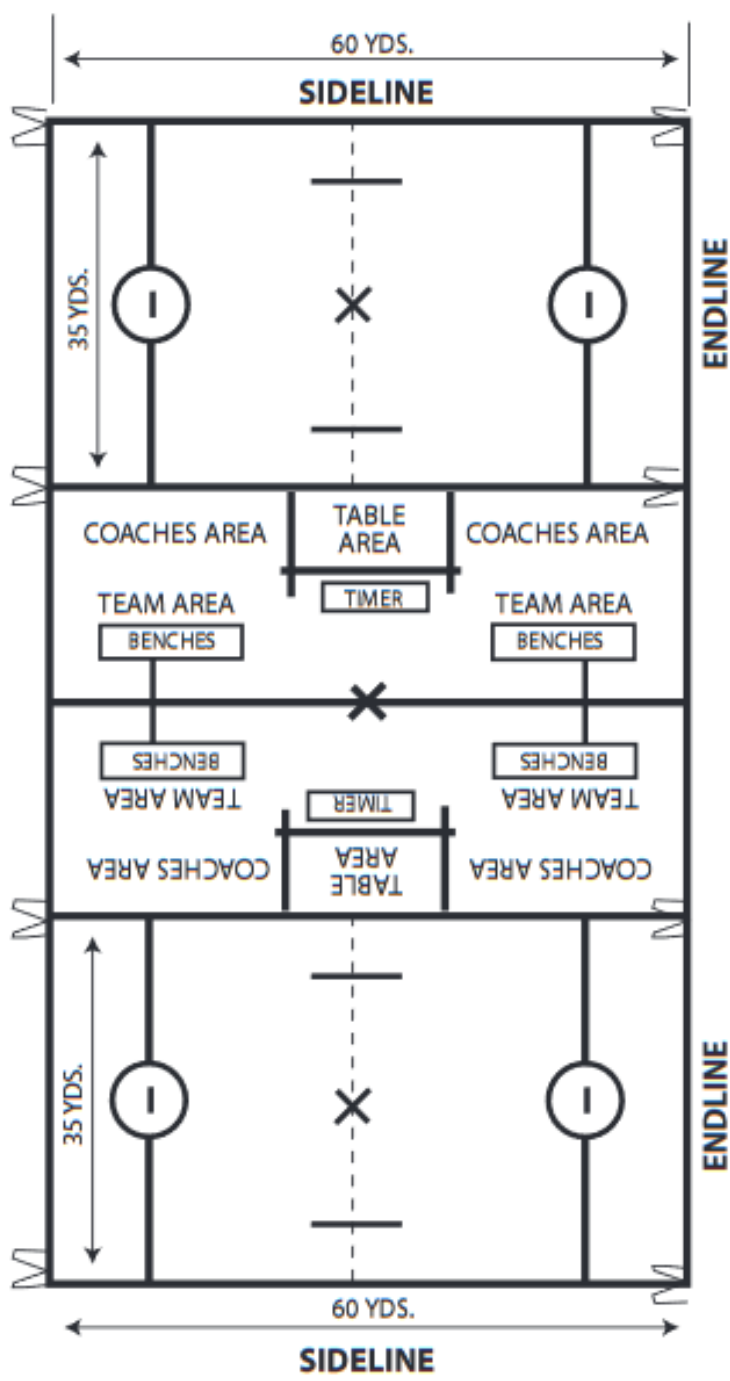 60 YDS.
SIDELINE
35 YDS.
ENDLINE
COACHES AREA
TABLE
AREA
COACHES AREA
TEAM AREA
TIMER
TEAM AREA
BENCHES
BENCHES
BENCHES
BENCHES
TEAM AREA
TIMER
TEAM AREA
COACHES AREA
TABLE
AREA
COACHES AREA
35 YDS.
ENDLINE
60 YDS.
SIDELINE